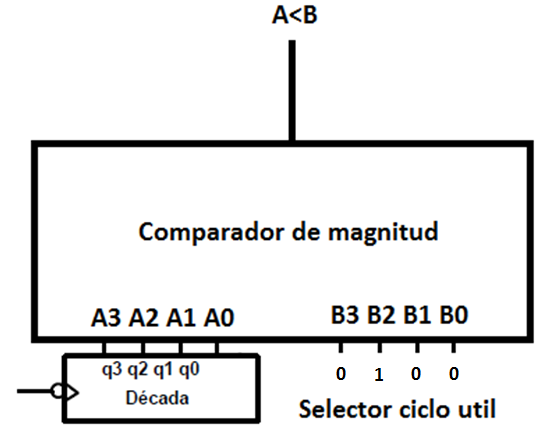 A<B
Comparador de magnitud
A3 A2 A1 A0
B3 B2 B1 B0
q3 q2 q1 q0
0 1 0 0
Década
Selector ciclo util